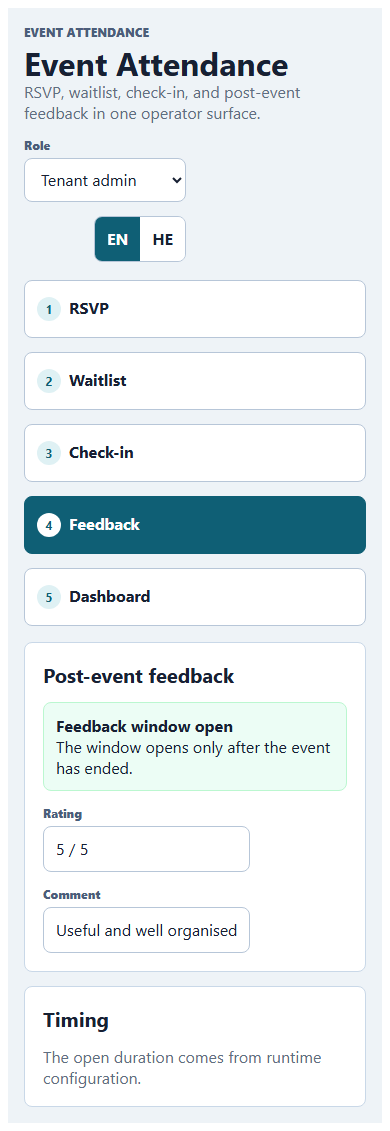 EVENT ATTENDANCE
Event Attendance
RSVP, waitlist, check-in, and post-event
feedback in one operator surface.
Role
Tenant admin
EN HE
1 RSVP
2 Waitlist
3 Check-in
4 Feedback
5 Dashboard
Post-event feedback
Feedback window open
The window opens only after the event
has ended.
Rating
5 / 5
Comment
Useful and well organised
Timing
The open duration comes from runtime
configuration.